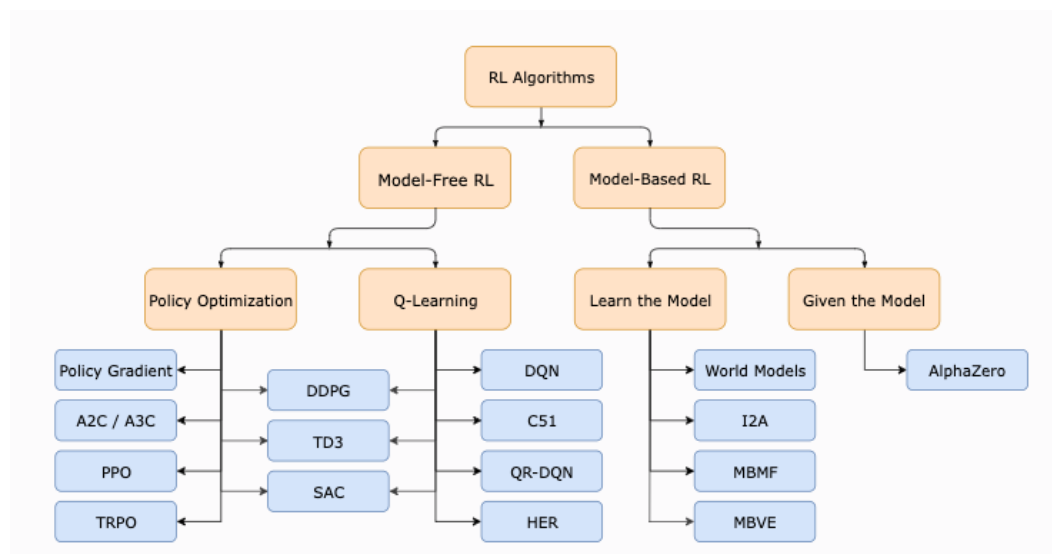 RL Algorithms
Model-Free RL
Model-Based RL
Policy Optimization
Q-Learning
Learn the Model
Given the Model
Policy Gradient
DDPG
DQN
World Models
AlphaZero
A2C / A3C
TD3
C51
I2A
PPO
SAC
QR-DQN
MBMF
TRPO
HER
MBVE